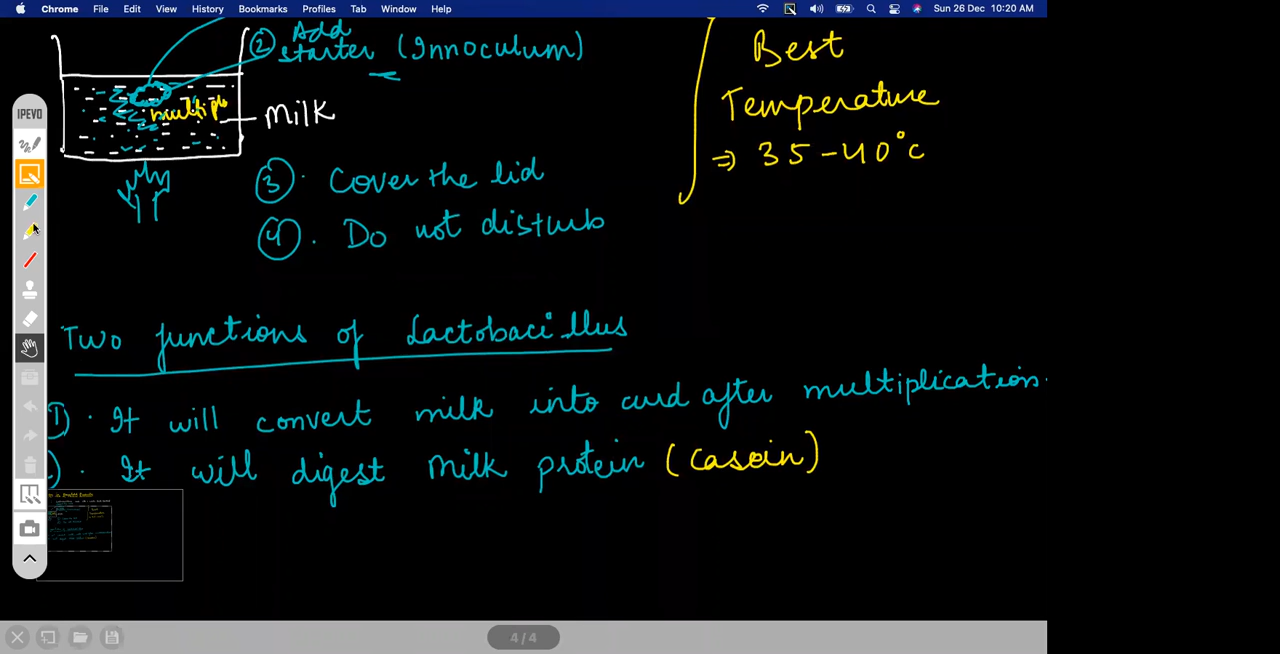 Chrome File Edit View History Bookmarks Profiles Tab Window Help
Sun 26 Dec 10:20 AM
IPEVO
② Add
starter (Innoculum)
multiple
milk
③. Cover the lid
④. Do not disturb
Best
Temperature
⇒ 35-40°C
Two functions of Lactobacillus
①. It will convert milk into curd after multiplication.
). It will digest milk protein (casein)
4/4